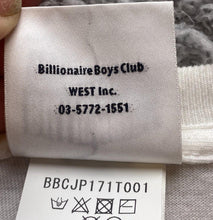 Billionaire Boys Club
WEST Inc.
03-5772-1551
BBCJP171T001